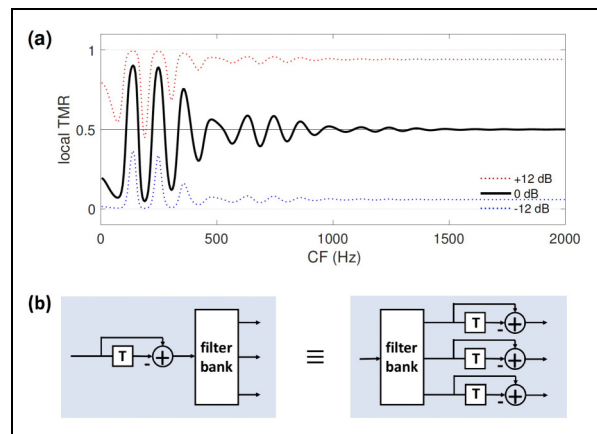 (a)
1
0.5
0
local TMR
+12 dB
0 dB
-12 dB
0
500
1000
1500
2000
CF (Hz)
(b)
T
+
-
filter
bank
≡
filter
bank
T
+
-
T
+
-
T
+
-